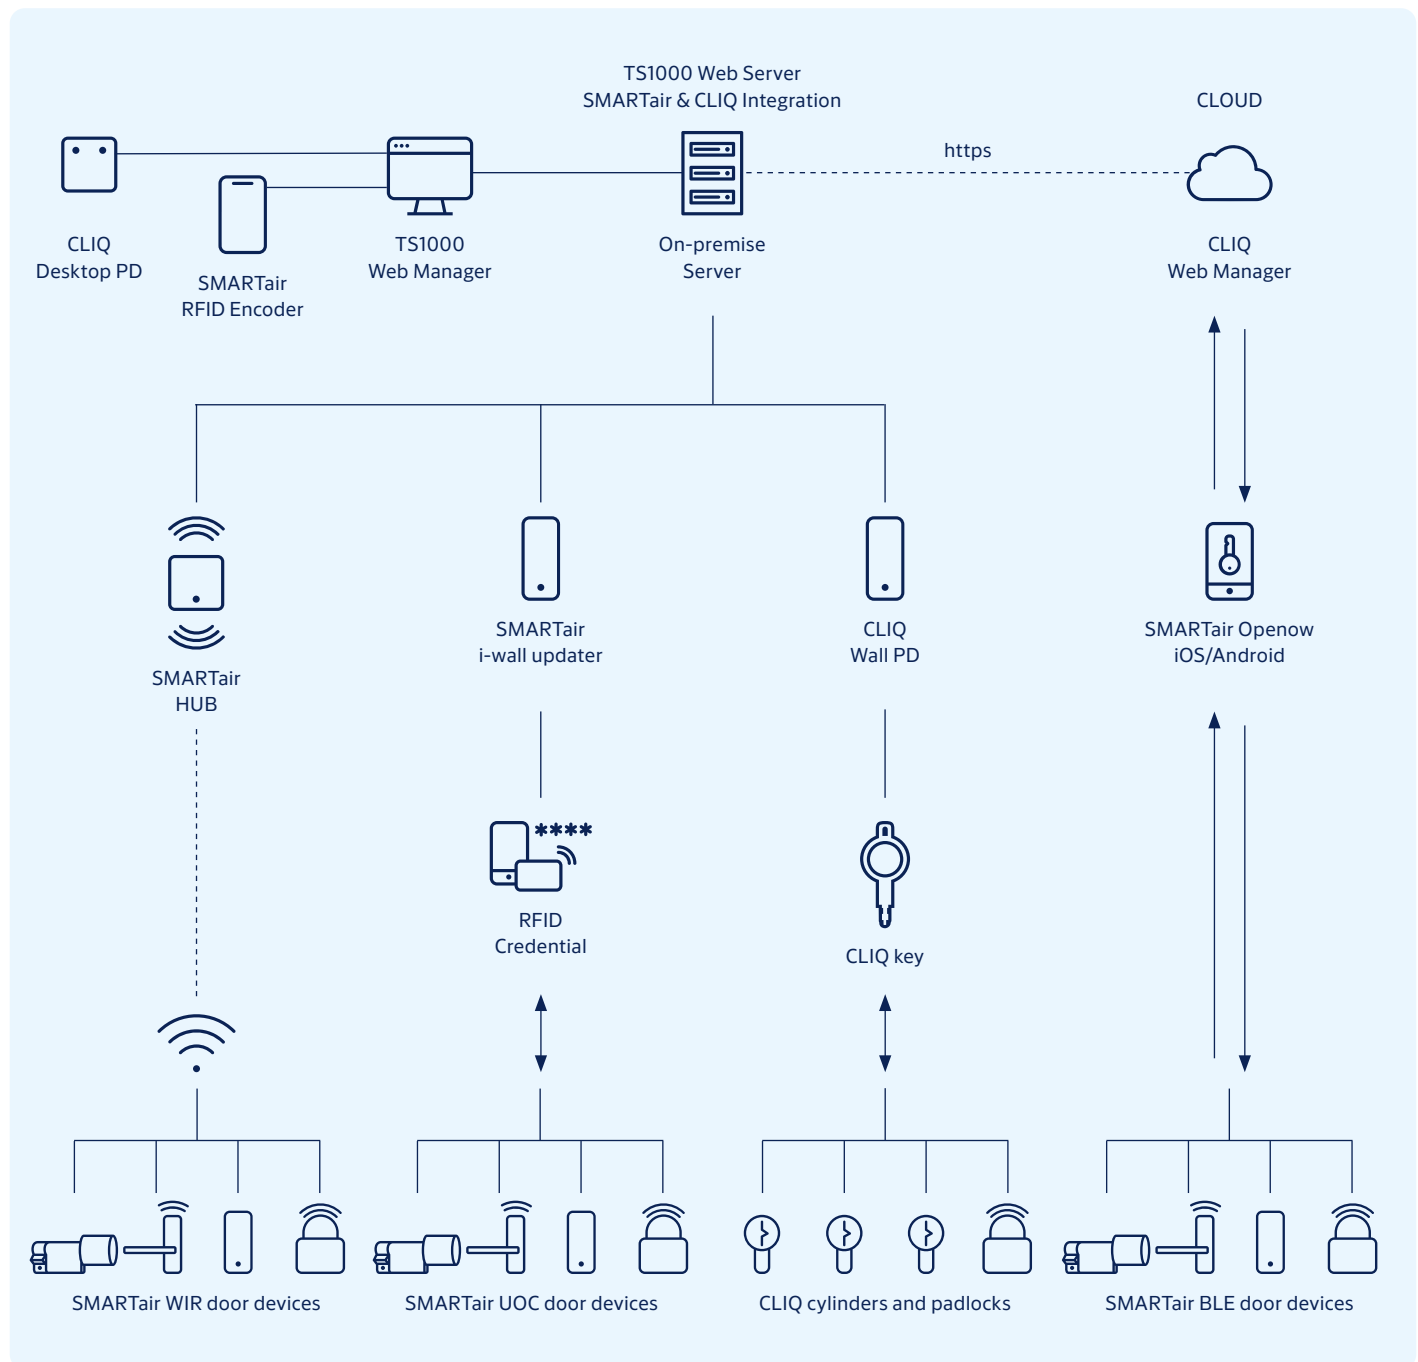 TS1000 Web Server
SMARTair & CLIQ Integration
CLOUD
https
CLIQ
Desktop PD
SMARTair
RFID Encoder
TS1000
Web Manager
On-premise
Server
CLIQ
Web Manager
SMARTair
HUB
SMARTair
i-wall updater
CLIQ
Wall PD
SMARTair Openow
iOS/Android
****
RFID
Credential
CLIQ key
SMARTair WIR door devices
SMARTair UOC door devices
CLIQ cylinders and padlocks
SMARTair BLE door devices